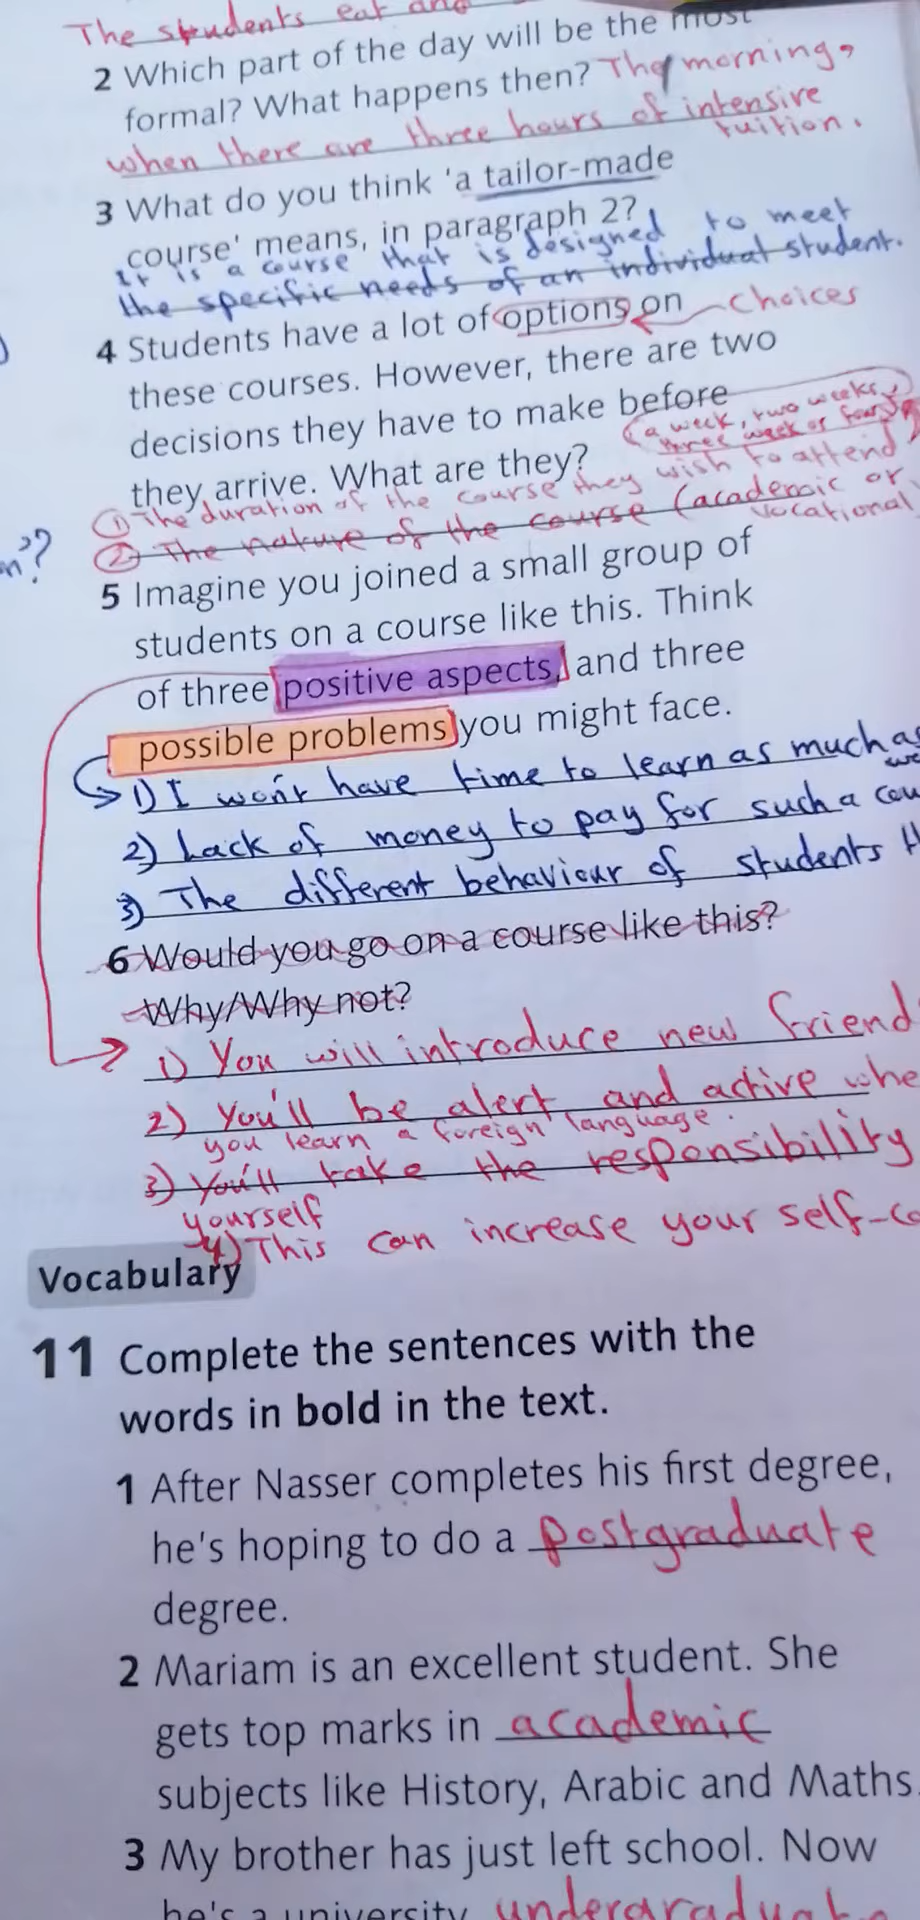 The students eat and
2 Which part of the day will be the most
formal? What happens then? The morning,
when there are three hours of intensive
tuition.
3 What do you think 'a tailor-made
course' means, in paragraph 2?
It is a course that is designed to meet
the specific needs of an individual student.
4 Students have a lot of options on choices
these courses. However, there are two
decisions they have to make before
they arrive. What are they?
(a week, two weeks,
three week or four)
① The duration of the course they wish to attend
② The nature of the course (academic or
vocational
5 Imagine you joined a small group of
students on a course like this. Think
of three positive aspects, and three
possible problems you might face.
1) I won't have time to learn as much as
2) Lack of money to pay for such a
3) The different behaviour of students
6 Would you go on a course like this?
Why/Why not?
1) You will introduce new friend
2) You'll be alert and active
you learn a foreign language.
3) You'll take the responsibility
yourself
4) This can increase your
Vocabulary
11 Complete the sentences with the
words in bold in the text.
1 After Nasser completes his first degree,
he's hoping to do a postgraduate
degree.
2 Mariam is an excellent student. She
gets top marks in academic
subjects like History, Arabic and Maths.
3 My brother has just left school. Now
he's a university